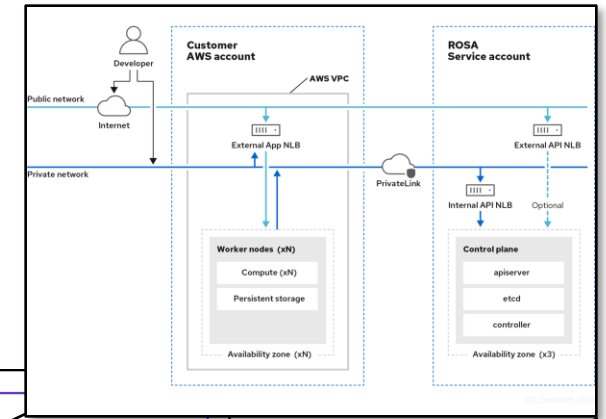 Customer
AWS account
ROSA
Service account
Developer
AWS VPC
Public network
Internet
External App NLB
External API NLB
Private network
PrivateLink
Internal API NLB
Optional
Worker nodes (xN)
Compute (xN)
Persistent storage
Availability zone (xN)
Control plane
apiserver
etcd
controller
Availability zone (x3)